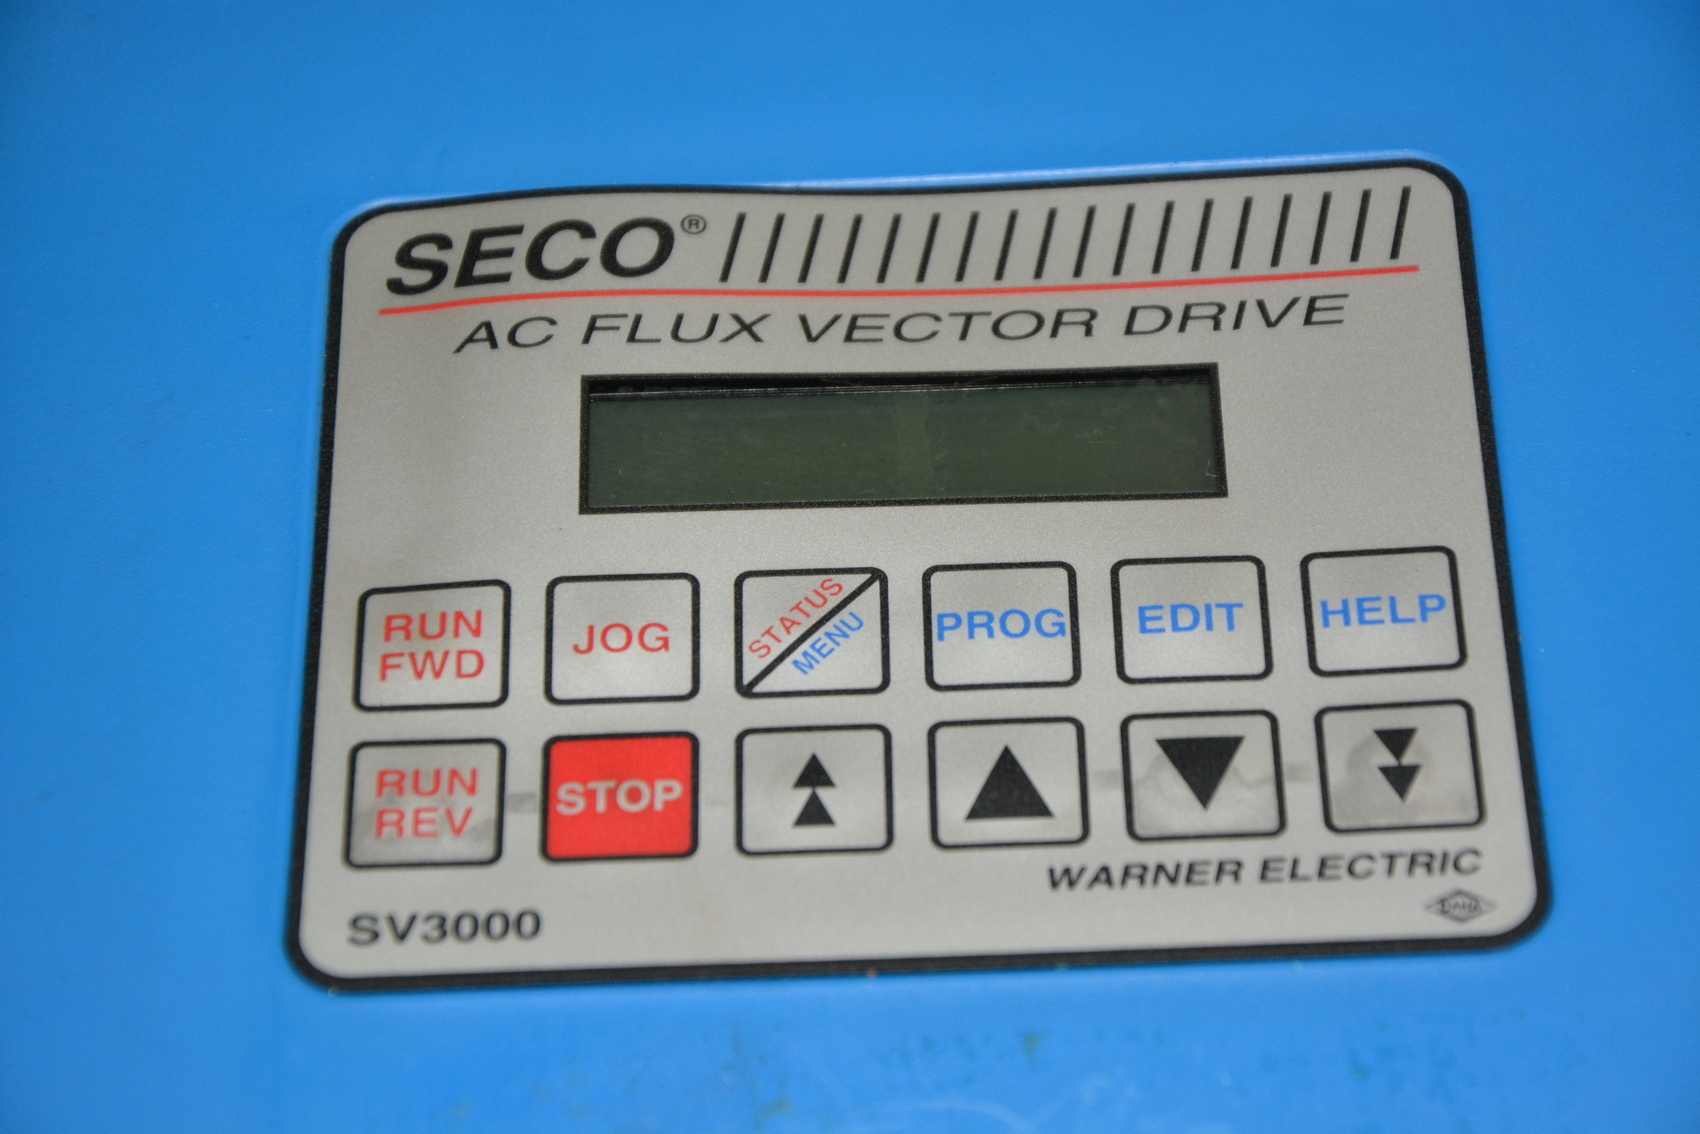 SECO®
AC FLUX VECTOR DRIVE
RUN FWD
JOG
STATUS
MENU
PROG
EDIT
HELP
RUN REV
STOP
WARNER ELECTRIC
DANA
SV3000